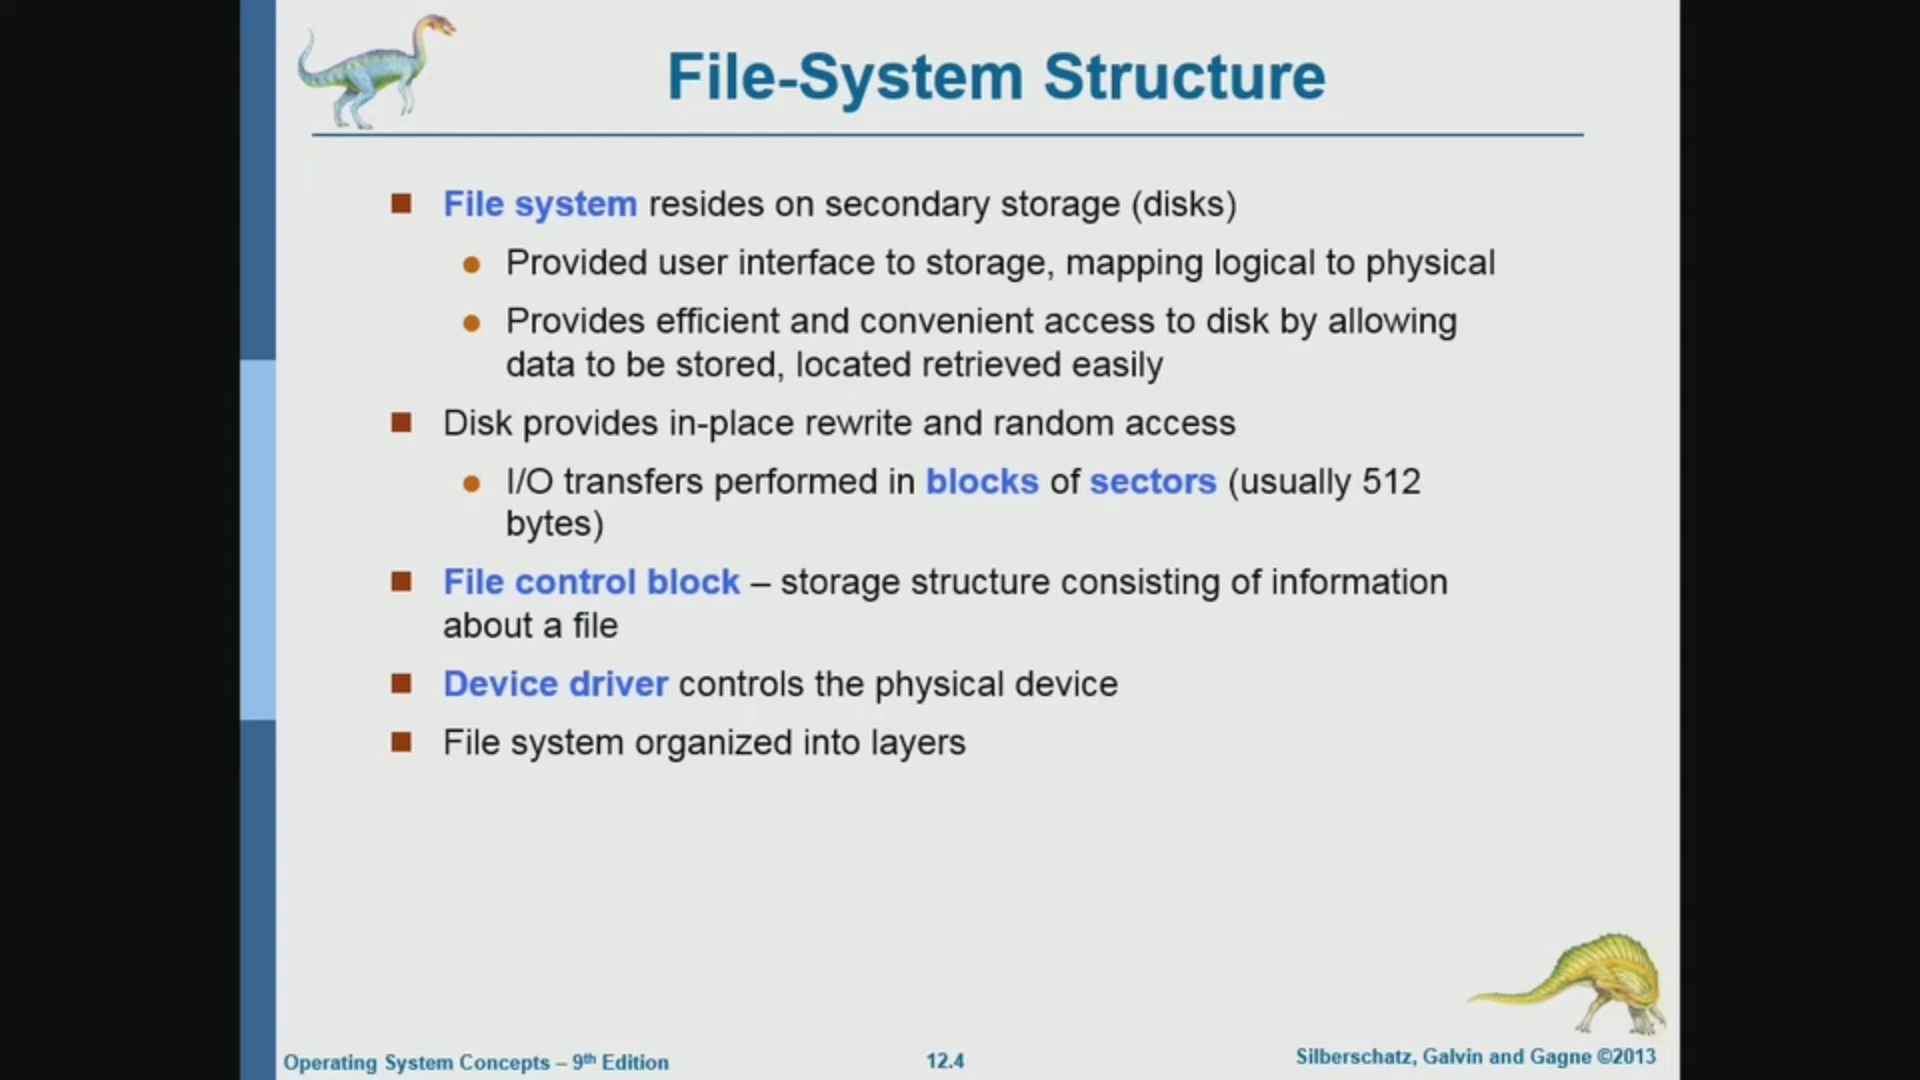 File-System Structure
File system resides on secondary storage (disks)
Provided user interface to storage, mapping logical to physical
Provides efficient and convenient access to disk by allowing
data to be stored, located retrieved easily
Disk provides in-place rewrite and random access
I/O transfers performed in blocks of sectors (usually 512
bytes)
File control block – storage structure consisting of information
about a file
Device driver controls the physical device
File system organized into layers
Operating System Concepts – 9th Edition
12.4
Silberschatz, Galvin and Gagne ©2013